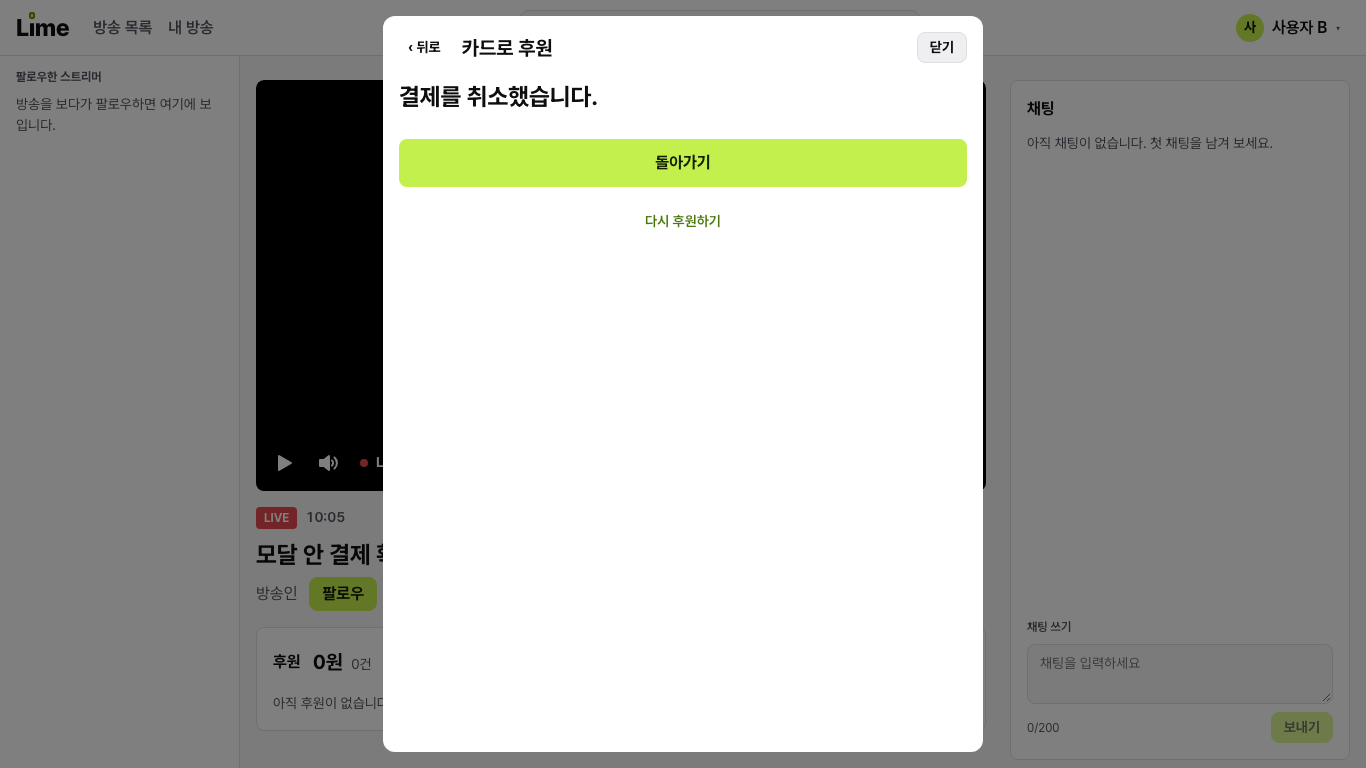 Lime
방송 목록
내 방송
사용자 B
사
팔로우한 스트리머
방송을 보다가 팔로우하면 여기에 보
입니다.
‹ 뒤로
카드로 후원
닫기
결제를 취소했습니다.
돌아가기
다시 후원하기
LIVE
10:05
모달 안 결제
방송인
팔로우
후원
0원
0건
아직 후원이 없습니다
채팅
아직 채팅이 없습니다. 첫 채팅을 남겨 보세요.
채팅 쓰기
채팅을 입력하세요
0/200
보내기